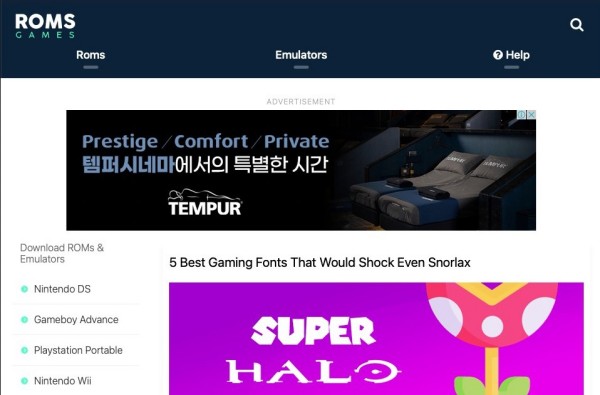 ROMS
GAMES
Roms
Emulators
Help
ADVERTISEMENT
Prestige / Comfort / Private
템퍼시네마에서의 특별한 시간
TEMPUR
Download ROMs &
Emulators
5 Best Gaming Fonts That Would Shock Even Snorlax
Nintendo DS
Gameboy Advance
Playstation Portable
Nintendo Wii
SUPER
HALO